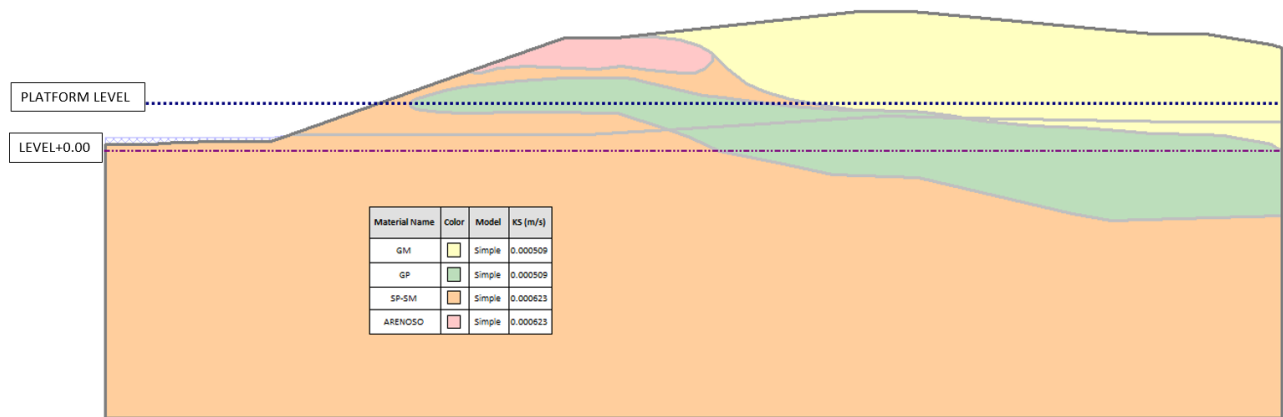 PLATFORM LEVEL
LEVEL+0.00
Material Name Color Model KS (m/s)
GM Simple 0.000509
GP Simple 0.000509
SP-SM Simple 0.000623
ARENOSO Simple 0.000623